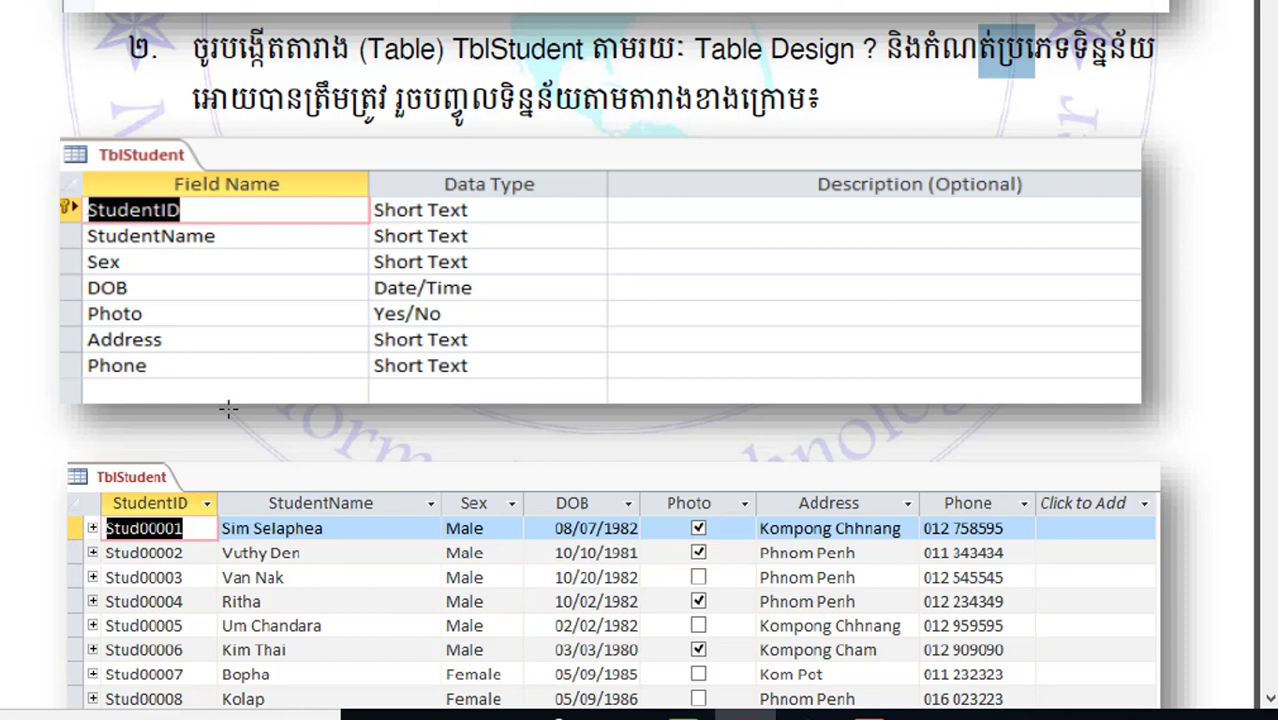 ២. ចូរបង្កើតតារាង (Table) TblStudent តាមរយៈ Table Design ? និងកំណត់ប្រភេទទិន្នន័យ
អោយបានត្រឹមត្រូវ រួចបញ្ចូលទិន្នន័យតាមតារាងខាងក្រោម៖
TblStudent
Field Name Data Type Description (Optional)
StudentID Short Text
StudentName Short Text
Sex Short Text
DOB Date/Time
Photo Yes/No
Address Short Text
Phone Short Text
TblStudent
StudentID StudentName Sex DOB Photo Address Phone Click to Add
Stud00001 Sim Selaphea Male 08/07/1982 Kompong Chhnang 012 758595
Stud00002 Vuthy Den Male 10/10/1981 Phnom Penh 011 343434
Stud00003 Van Nak Male 10/20/1982 Phnom Penh 012 545545
Stud00004 Ritha Male 10/02/1982 Phnom Penh 012 234349
Stud00005 Um Chandara Male 02/02/1982 Kompong Chhnang 012 959595
Stud00006 Kim Thai Male 03/03/1980 Kompong Cham 012 909090
Stud00007 Bopha Female 05/09/1985 Kom Pot 011 232323
Stud00008 Kolap Female 05/09/1986 Phnom Penh 016 023223